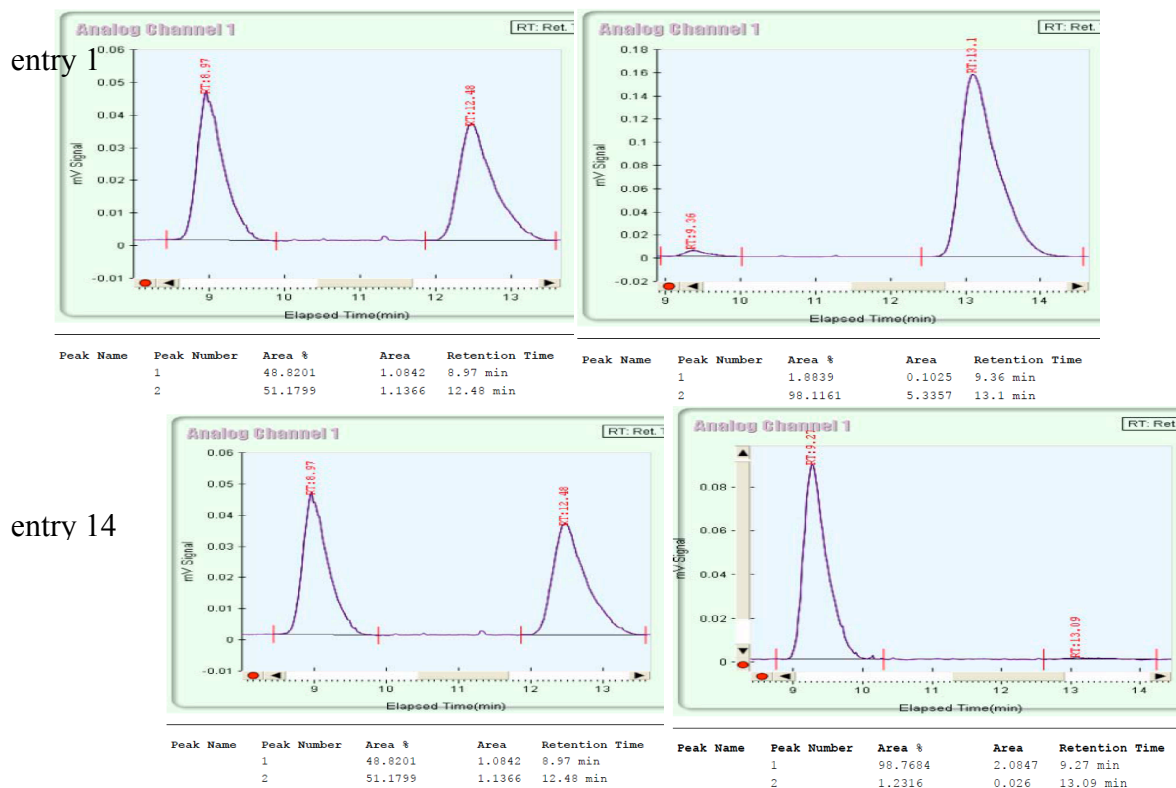 entry 1
Analog Channel 1
RT: Ret. T
mV Signal
0.06
0.05
0.04
0.03
0.02
0.01
0
-0.01
RT:8.97
RT:12.48
9 10 11 12 13
Elapsed Time(min)
Peak Name Peak Number Area % Area Retention Time
1 48.8201 1.0842 8.97 min
2 51.1799 1.1366 12.48 min
Analog Channel 1
RT: Ret.
mV Signal
0.18
0.16
0.14
0.12
0.1
0.08
0.06
0.04
0.02
0
-0.02
RT:9.36
RT:13.1
9 10 11 12 13 14
Elapsed Time(min)
Peak Name Peak Number Area % Area Retention Time
1 1.8839 0.1025 9.36 min
2 98.1161 5.3357 13.1 min
entry 14
Analog Channel 1
RT: Ret. T
mV Signal
0.06
0.05
0.04
0.03
0.02
0.01
0
-0.01
RT:8.97
RT:12.48
9 10 11 12 13
Elapsed Time(min)
Peak Name Peak Number Area % Area Retention Time
1 48.8201 1.0842 8.97 min
2 51.1799 1.1366 12.48 min
Analog Channel 1
RT: Ret
mV Signal
0.08
0.06
0.04
0.02
0
RT:9.27
RT:13.09
9 10 11 12 13 14
Elapsed Time(min)
Peak Name Peak Number Area % Area Retention Time
1 98.7684 2.0847 9.27 min
2 1.2316 0.026 13.09 min